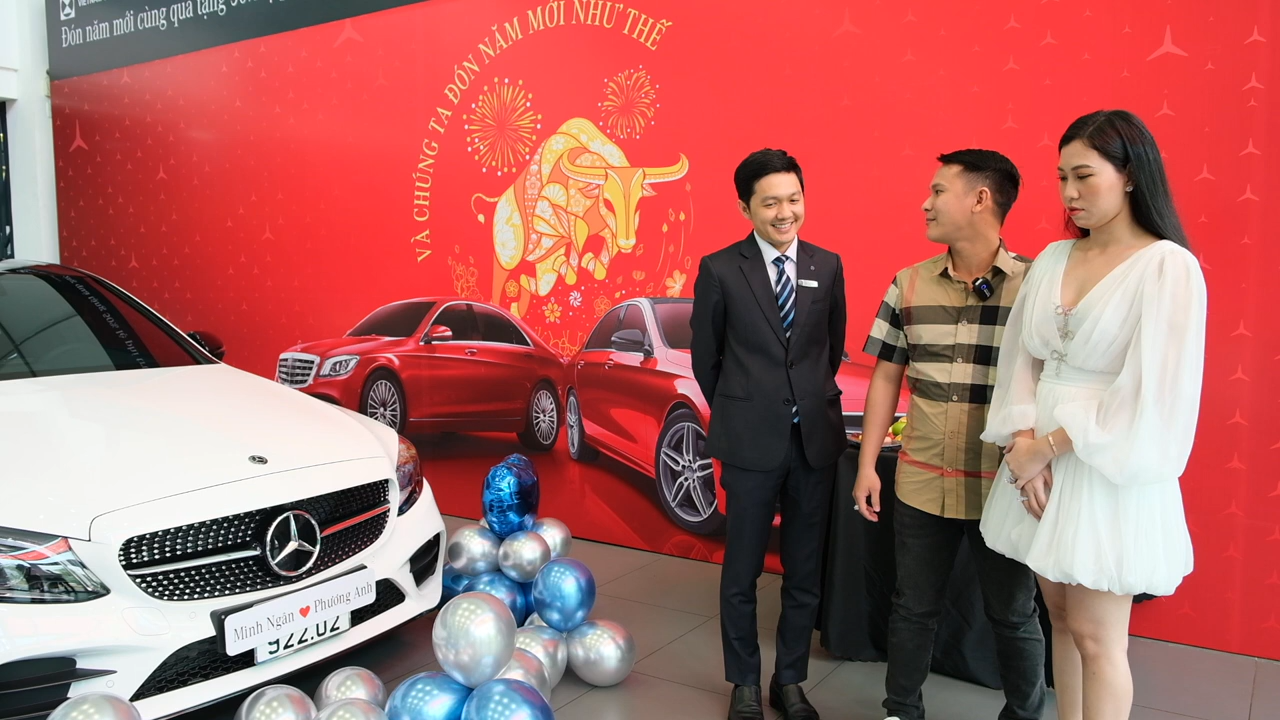 Đón năm mới cùng quà tặng
VÀ CHÚNG TA ĐÓN NĂM MỚI NHƯ THẾ
Minh Ngân ❤ Phương Anh
922.02